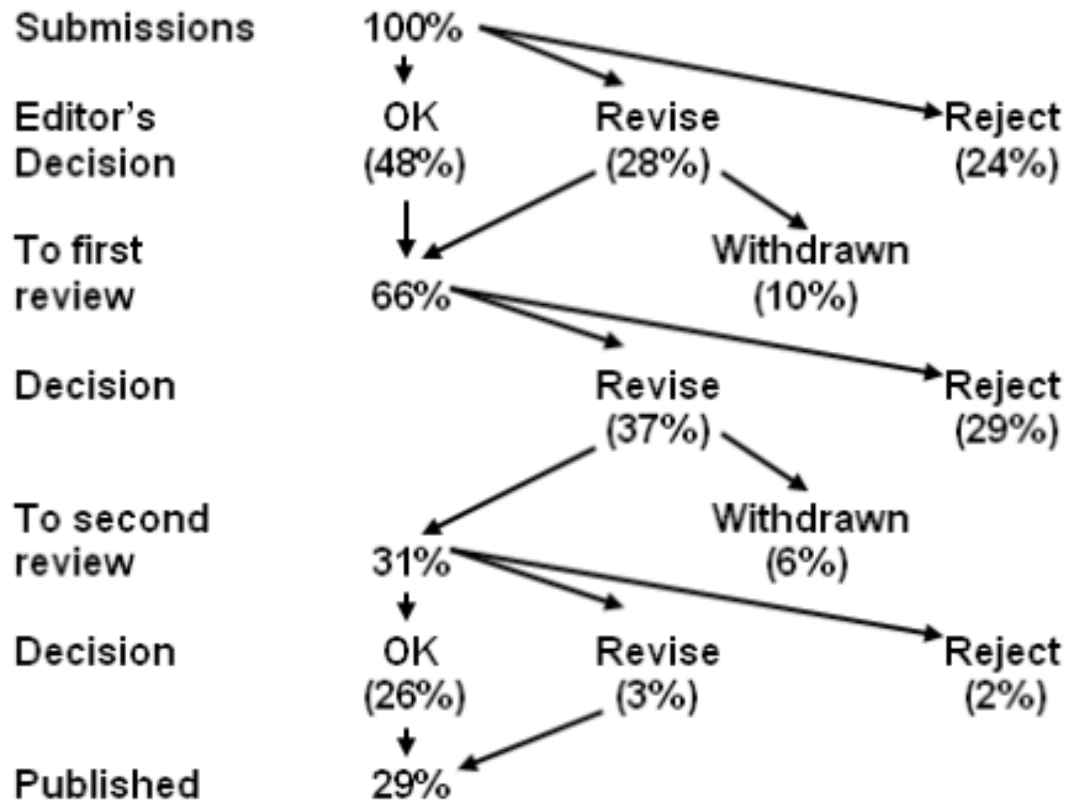 Submissions 100%
Editor's OK Revise Reject
Decision (48%) (28%) (24%)
To first Withdrawn
review 66% (10%)
Decision Revise Reject
(37%) (29%)
To second Withdrawn
review 31% (6%)
Decision OK Revise Reject
(26%) (3%) (2%)
Published 29%